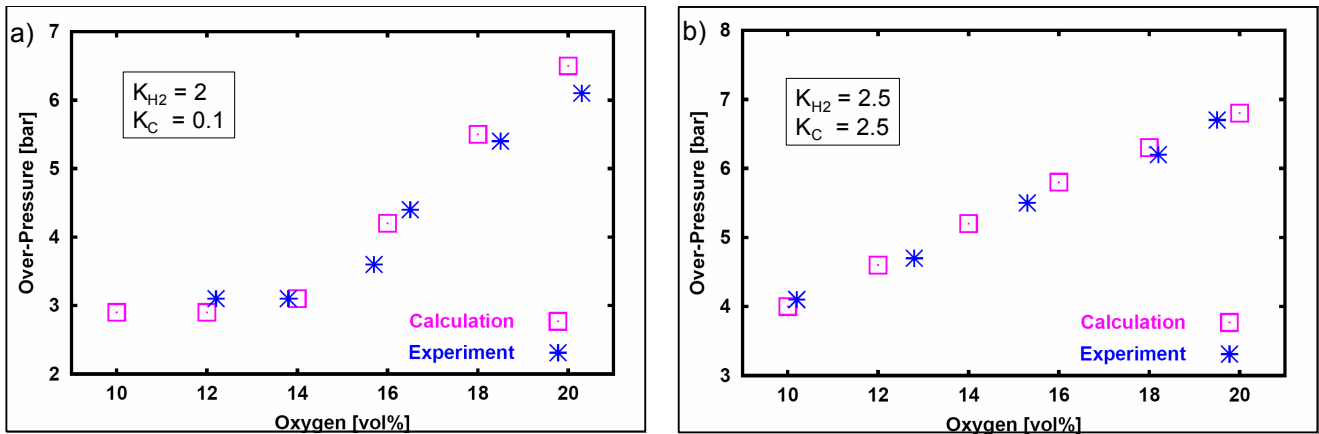 a)
7
6
5
4
3
2
Over-Pressure [bar]
K_H2 = 2
K_C = 0.1
Calculation
Experiment
10 12 14 16 18 20
Oxygen [vol%]
b)
8
7
6
5
4
3
Over-Pressure [bar]
K_H2 = 2.5
K_C = 2.5
Calculation
Experiment
10 12 14 16 18 20
Oxygen [vol%]